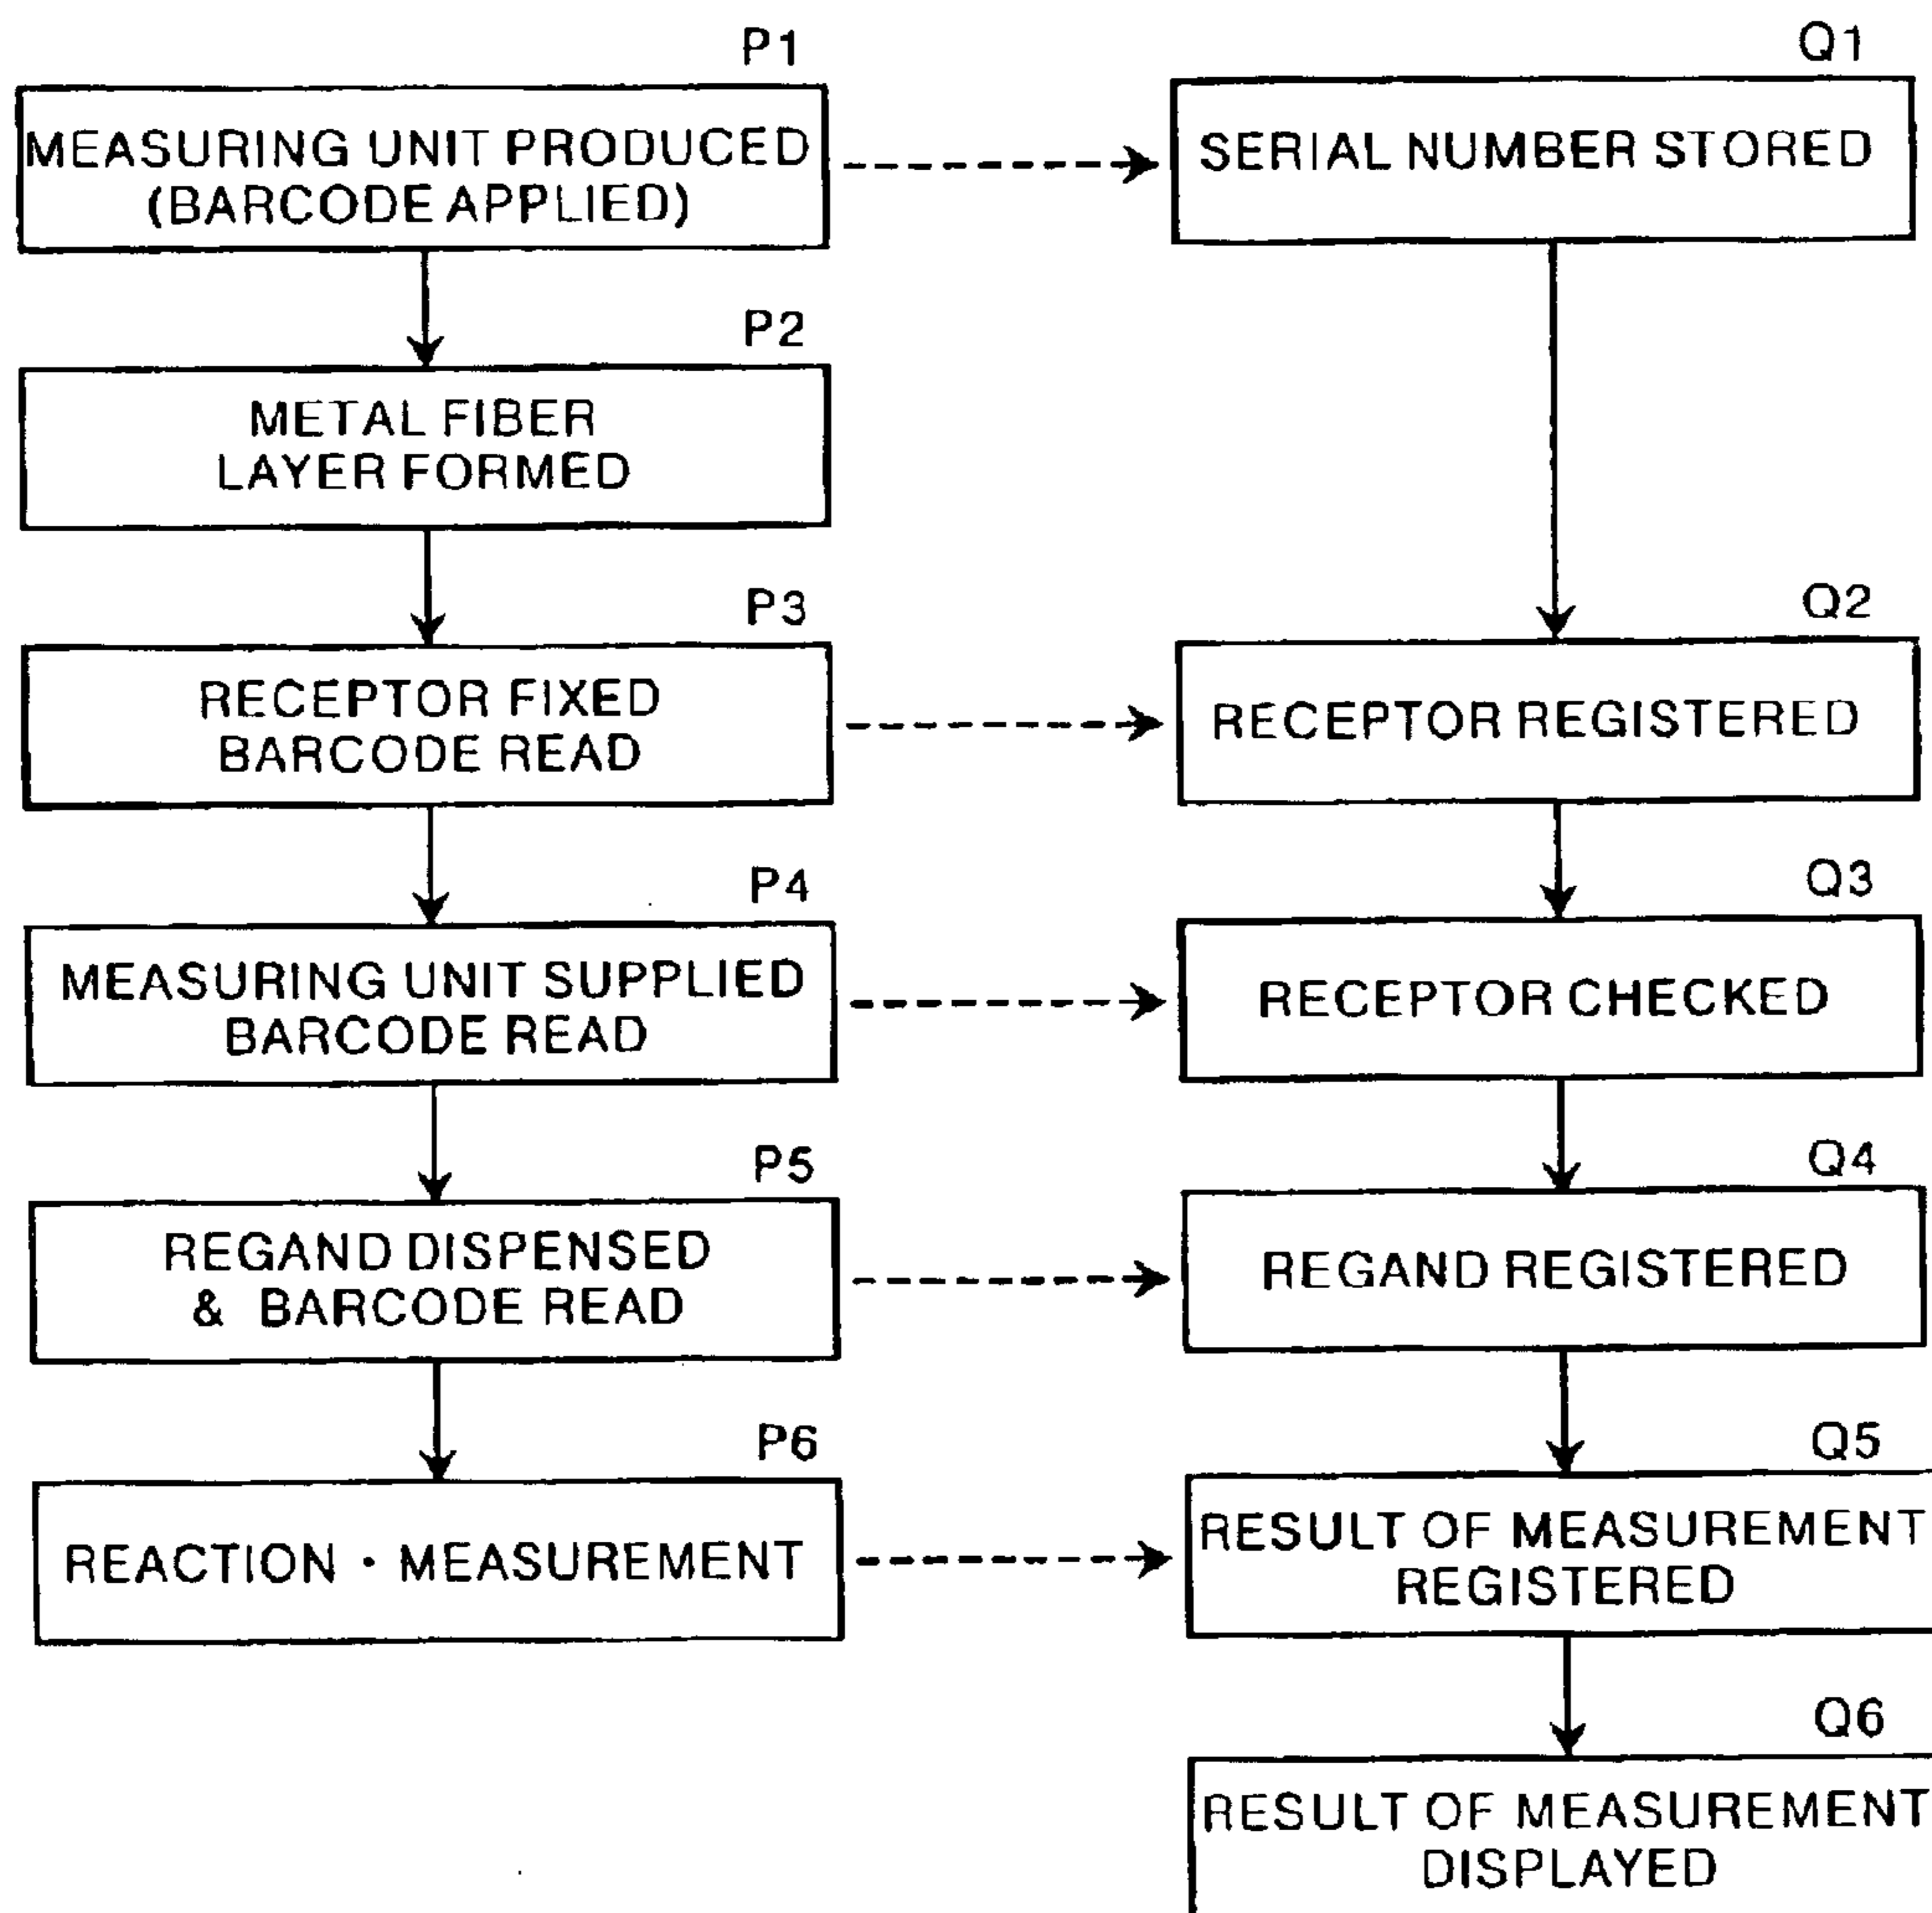 P1
MEASURING UNIT PRODUCED
(BARCODE APPLIED)
Q1
SERIAL NUMBER STORED
P2
METAL FIBER
LAYER FORMED
P3
RECEPTOR FIXED
BARCODE READ
Q2
RECEPTOR REGISTERED
P4
MEASURING UNIT SUPPLIED
BARCODE READ
Q3
RECEPTOR CHECKED
P5
REGAND DISPENSED
& BARCODE READ
Q4
REGAND REGISTERED
P6
REACTION・MEASUREMENT
Q5
RESULT OF MEASUREMENT
REGISTERED
Q6
RESULT OF MEASUREMENT
DISPLAYED